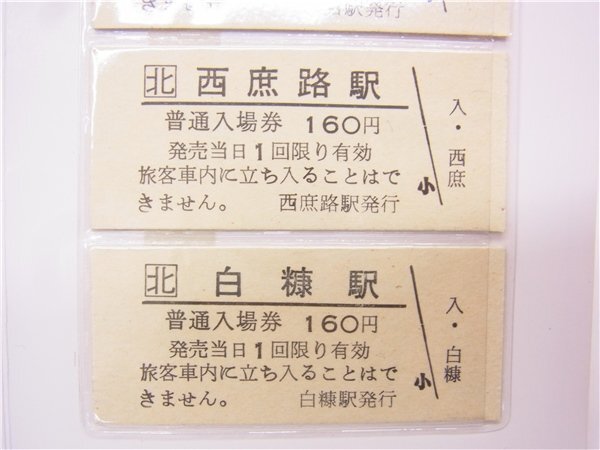 駅発行
北 西庶路駅
普通入場券 160円
発売当日1回限り有効
旅客車内に立ち入ることはで
きません。 西庶路駅発行
小
入・西庶
北 白糠駅
普通入場券 160円
発売当日1回限り有効
旅客車内に立ち入ることはで
きません。 白糠駅発行
小
入・白糠